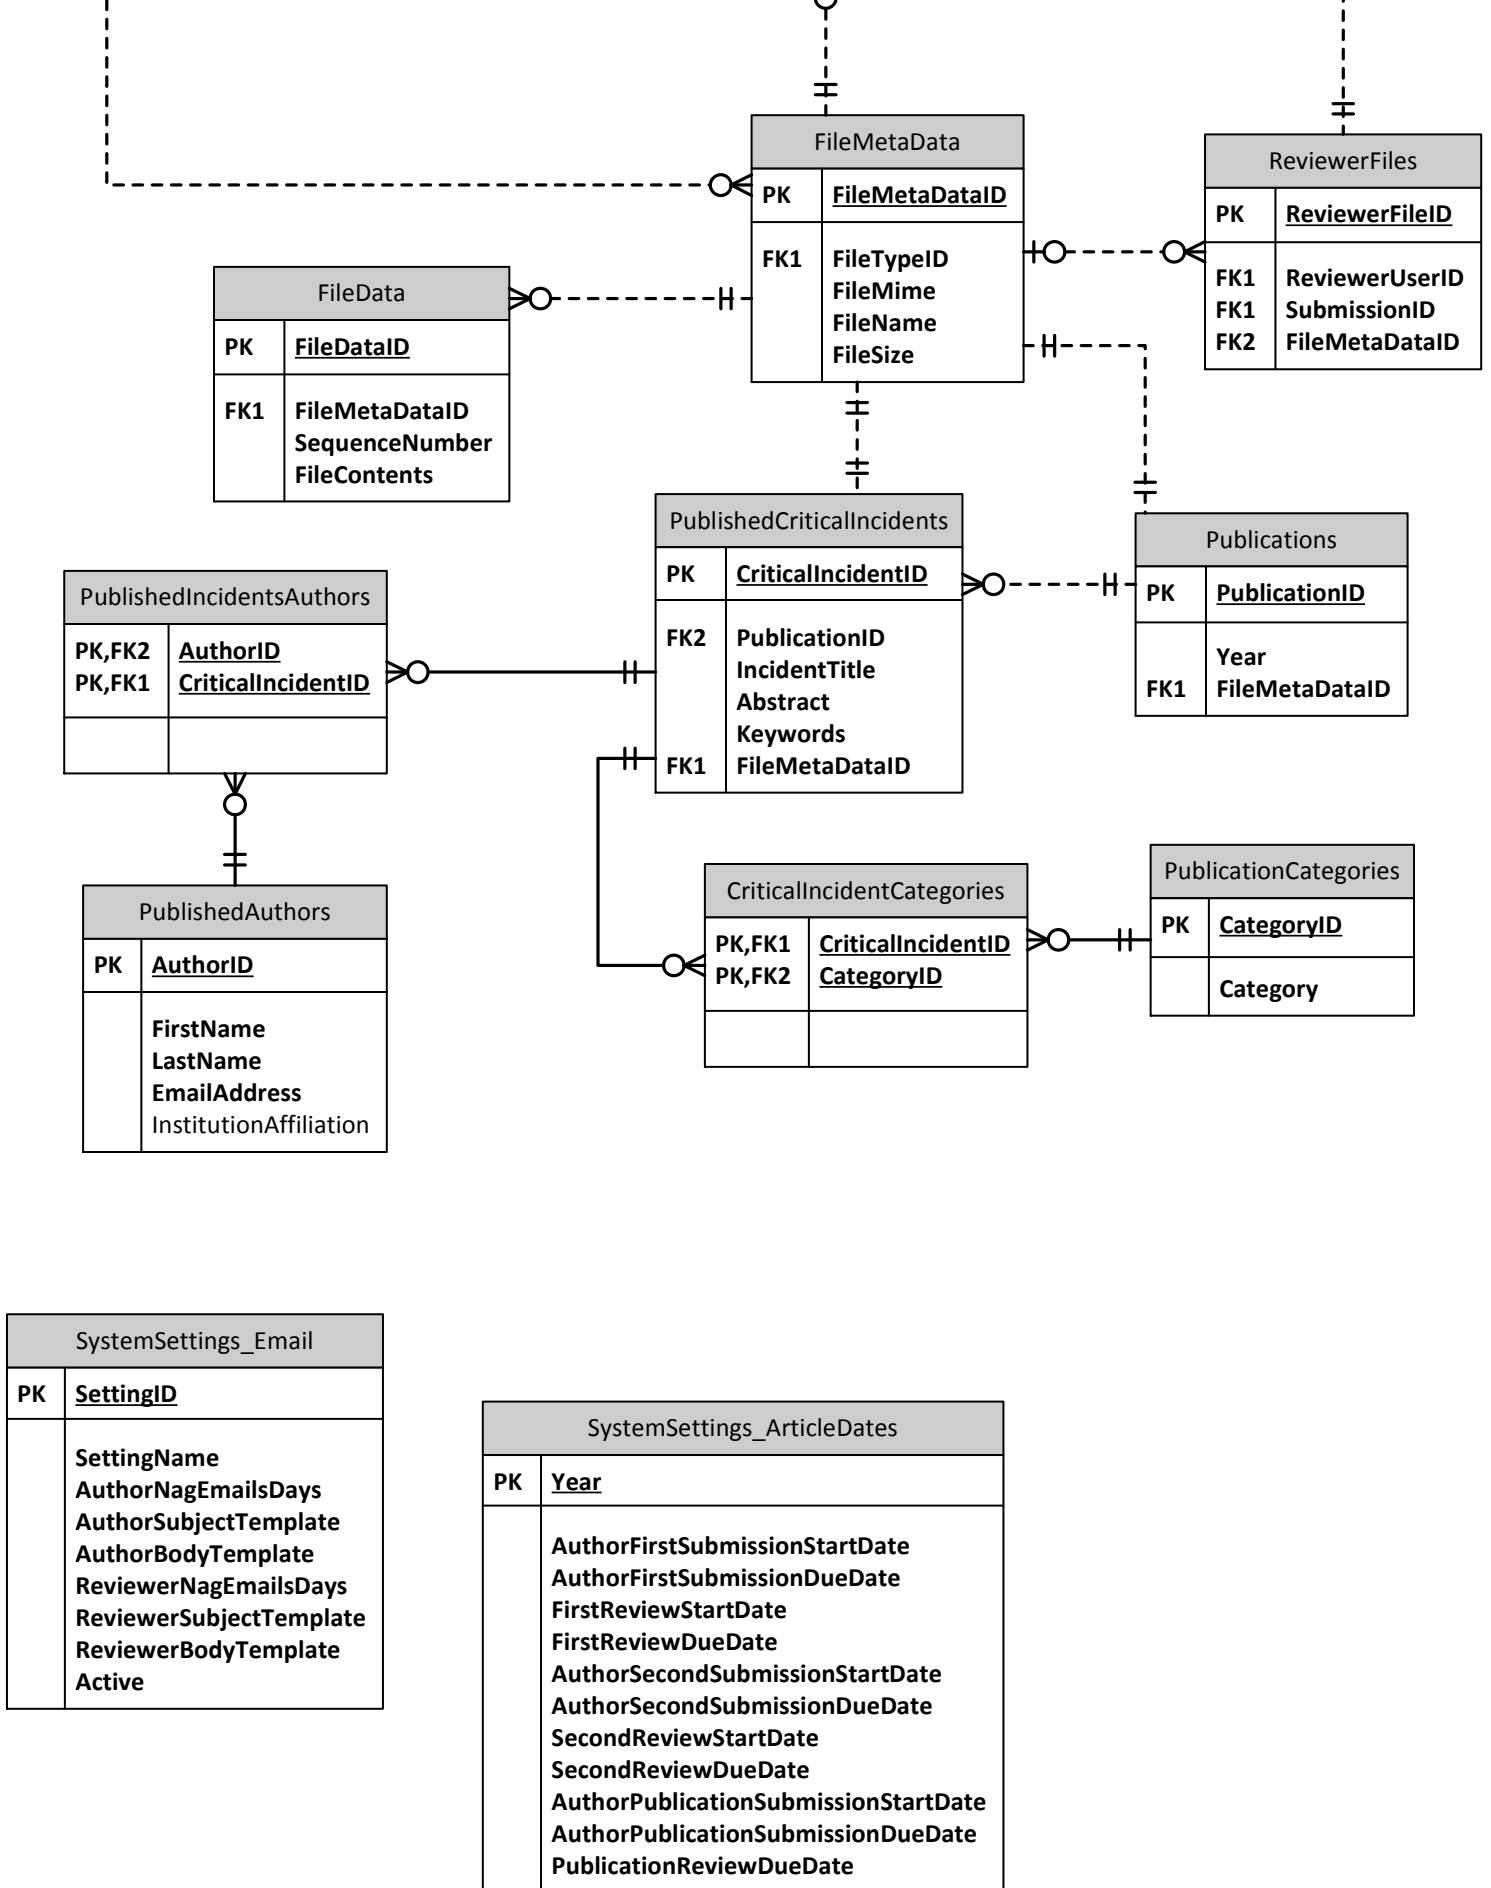 FileMetaData
PK FileMetaDataID
FK1 FileTypeID
FileMime
FileName
FileSize
ReviewerFiles
PK ReviewerFileID
FK1 ReviewerUserID
FK1 SubmissionID
FK2 FileMetaDataID
FileData
PK FileDataID
FK1 FileMetaDataID
SequenceNumber
FileContents
PublishedCriticalIncidents
PK CriticalIncidentID
FK2 PublicationID
IncidentTitle
Abstract
Keywords
FK1 FileMetaDataID
Publications
PK PublicationID
Year
FK1 FileMetaDataID
PublishedIncidentsAuthors
PK,FK2 AuthorID
PK,FK1 CriticalIncidentID
PublishedAuthors
PK AuthorID
FirstName
LastName
EmailAddress
InstitutionAffiliation
CriticalIncidentCategories
PK,FK1 CriticalIncidentID
PK,FK2 CategoryID
PublicationCategories
PK CategoryID
Category
SystemSettings_Email
PK SettingID
SettingName
AuthorNagEmailsDays
AuthorSubjectTemplate
AuthorBodyTemplate
ReviewerNagEmailsDays
ReviewerSubjectTemplate
ReviewerBodyTemplate
Active
SystemSettings_ArticleDates
PK Year
AuthorFirstSubmissionStartDate
AuthorFirstSubmissionDueDate
FirstReviewStartDate
FirstReviewDueDate
AuthorSecondSubmissionStartDate
AuthorSecondSubmissionDueDate
SecondReviewStartDate
SecondReviewDueDate
AuthorPublicationSubmissionStartDate
AuthorPublicationSubmissionDueDate
PublicationReviewDueDate